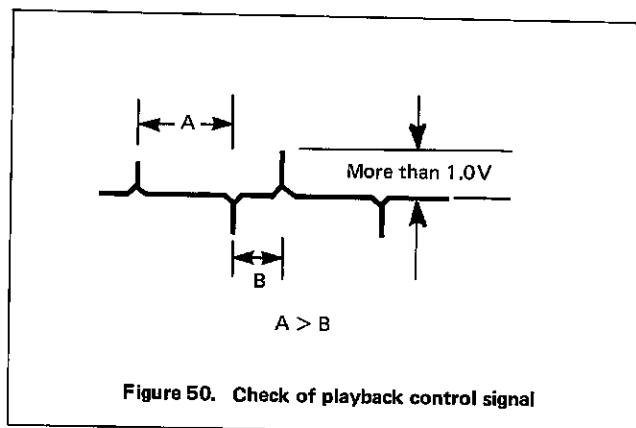 A
More than 1.0V
B
A > B
Figure 50. Check of playback control signal